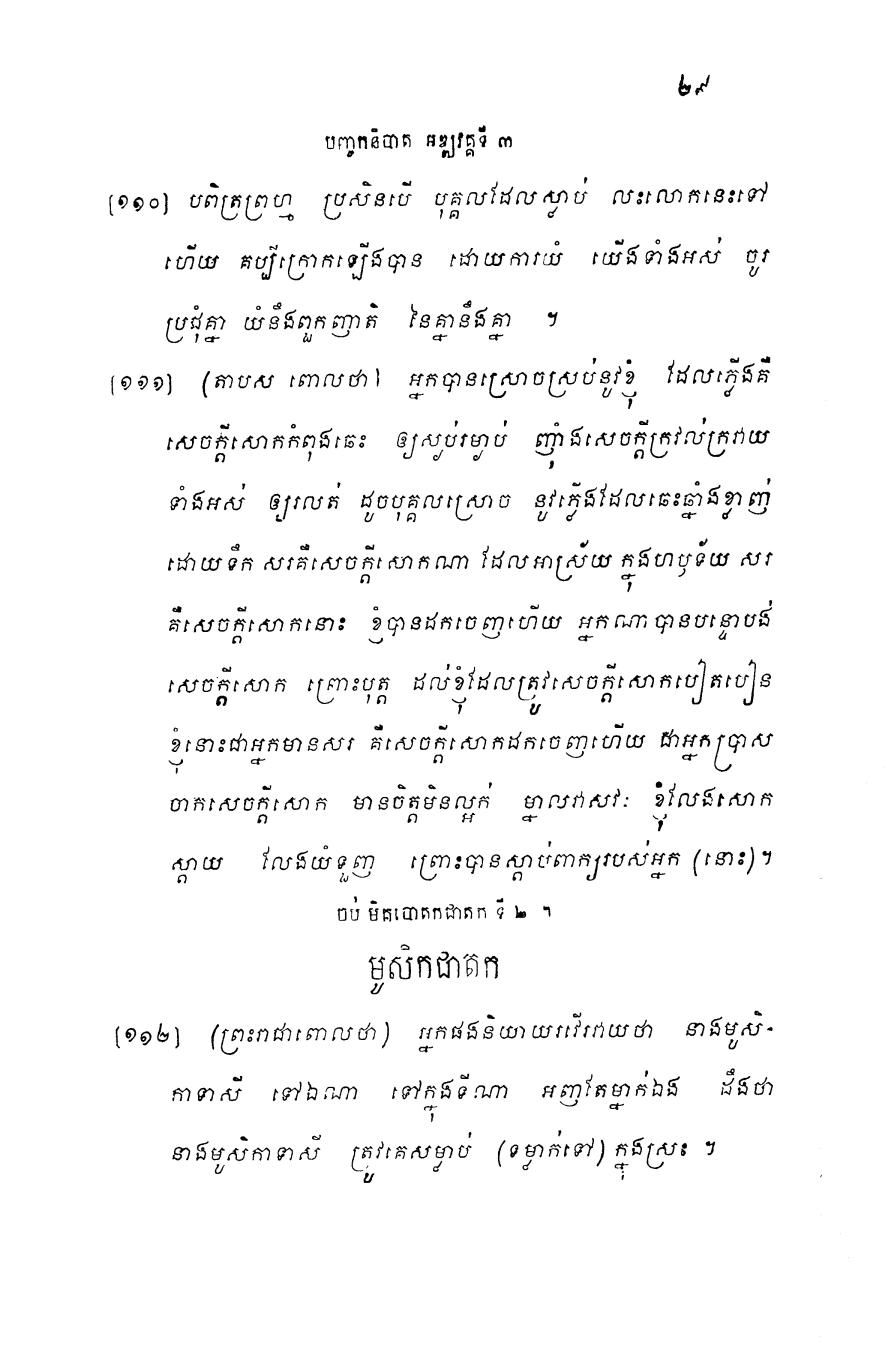 ២៩
បញ្ចកនិបាត អឌ្ឍវគ្គទី ៣
[១១០] បពិត្រព្រហ្ម ប្រសិនបើ បុគ្គលដែលស្លាប់ លះលោកនេះទៅ
ហើយ គប្បីក្រោកឡើងបាន ដោយការយំ យើងទាំងអស់ ចូរ
ប្រជុំគ្នា យំនឹងពួកញាតិ នៃគ្នានឹងគ្នា ។
[១១១] (តាបស ពោលថា) អ្នកបានស្រោចស្រប់នូវខ្ញុំ ដែលភ្លើងគឺ
សេចក្តីសោកកំពុងឆេះ ឲ្យស្ងប់រម្ងាប់ ញុំាងសេចក្តីក្រវល់ក្រវាយ
ទាំងអស់ ឲ្យរលត់ ដូចបុគ្គលស្រោច នូវភ្លើងដែលឆេះឆ្នាំងខ្លាញ់
ដោយទឹក សរគឺសេចក្តីសោកណា ដែលអាស្រ័យ ក្នុងហឫទ័យ សរ
គឺសេចក្តីសោកនោះ ខ្ញុំបានដកចេញហើយ អ្នកណាបានបន្ទោបង់
សេចក្តីសោក ព្រោះបុត្ត ដល់ខ្ញុំដែលត្រូវសេចក្តីសោកបៀតបៀន
ខ្ញុំនោះជាអ្នកមានសរ គឺសេចក្តីសោកដកចេញហើយ ជាអ្នកប្រាស
ចាកសេចក្តីសោក មានចិត្តមិនល្អក់ ម្នាលវាសវៈ ខ្ញុំលែងសោក
ស្តាយ លែងយំទួញ ព្រោះបានស្តាប់ពាក្យរបស់អ្នក (នោះ)។
ចប់ មិគបោតកជាតក ទី ២ ។
មូសិកជាតក
[១១២] (ព្រះរាជាពោលថា) អ្នកផងនិយាយរវើរវាយថា នាងមូសិ-
កាទាសី ទៅឯណា ទៅក្នុងទីណា អញតែម្នាក់ឯង ដឹងថា
នាងមូសិកាទាសី ត្រូវគេសម្លាប់ (ទម្លាក់ទៅ) ក្នុងស្រះ ។